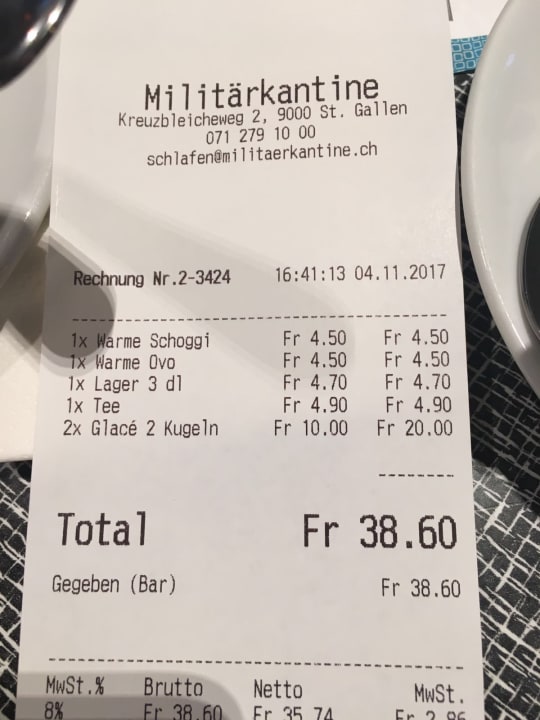 Militärkantine
Kreuzbleicheweg 2, 9000 St. Gallen
071 279 10 00
schlafen@militaerkantine.ch
Rechnung Nr.2-3424 16:41:13 04.11.2017
1x Warme Schoggi Fr 4.50 Fr 4.50
1x Warme Ovo Fr 4.50 Fr 4.50
1x Lager 3 dl Fr 4.70 Fr 4.70
1x Tee Fr 4.90 Fr 4.90
2x Glacé 2 Kugeln Fr 10.00 Fr 20.00
Total Fr 38.60
Gegeben (Bar) Fr 38.60
MwSt.% Brutto Netto MwSt.
8% Fr 38.60 Fr 35.74 Fr 2.86